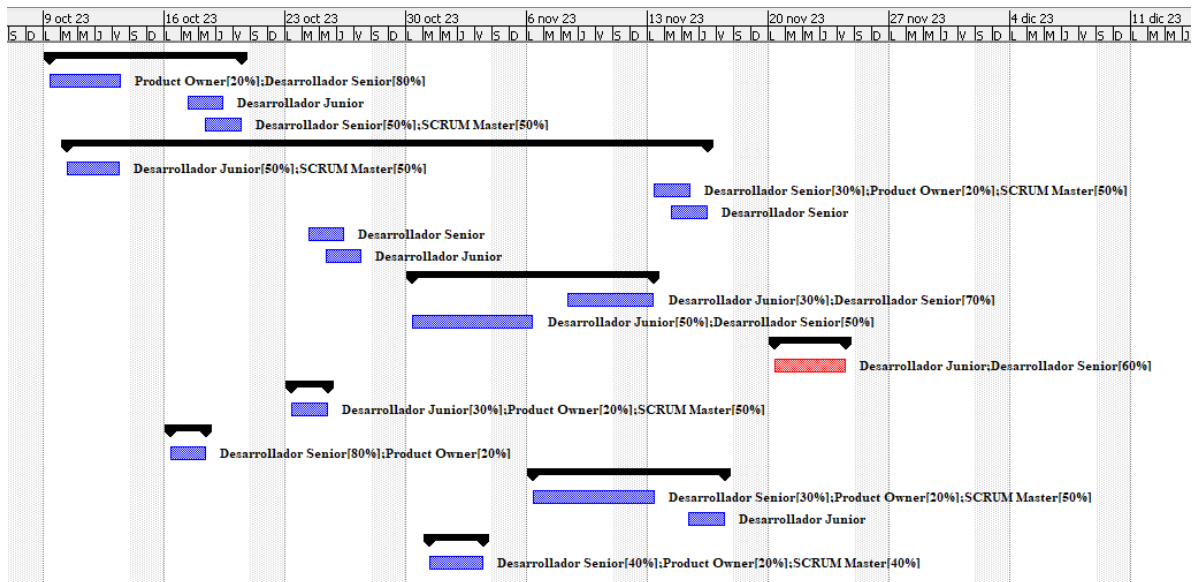 9 oct 23 16 oct 23 23 oct 23 30 oct 23 6 nov 23 13 nov 23 20 nov 23 27 nov 23 4 dic 23 11 dic 23
S D L M M J V S D L M M J V S D L M M J V S D L M M J V S D L M M J V S D L M M J V S D L M M J V S D L M M J V S D L M M J V S D L M M J
Product Owner[20%];Desarrollador Senior[80%]
Desarrollador Junior
Desarrollador Senior[50%];SCRUM Master[50%]
Desarrollador Junior[50%];SCRUM Master[50%]
Desarrollador Senior[30%];Product Owner[20%];SCRUM Master[50%]
Desarrollador Senior
Desarrollador Senior
Desarrollador Junior
Desarrollador Junior[30%];Desarrollador Senior[70%]
Desarrollador Junior[50%];Desarrollador Senior[50%]
Desarrollador Junior;Desarrollador Senior[60%]
Desarrollador Junior[30%];Product Owner[20%];SCRUM Master[50%]
Desarrollador Senior[80%];Product Owner[20%]
Desarrollador Senior[30%];Product Owner[20%];SCRUM Master[50%]
Desarrollador Junior
Desarrollador Senior[40%];Product Owner[20%];SCRUM Master[40%]